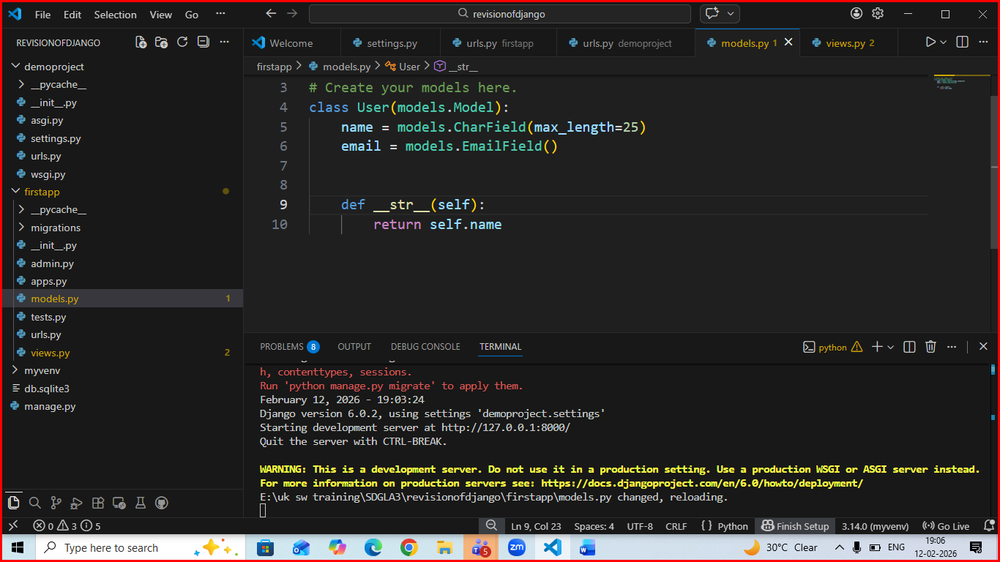 File Edit Selection View Go ··· revisionofdjango
REVISIONOFDJANGO
Welcome settings.py urls.py firstapp urls.py demoproject models.py 1 views.py 2
demoproject
__pycache__
__init__.py
asgi.py
settings.py
urls.py
wsgi.py
firstapp
__pycache__
migrations
__init__.py
admin.py
apps.py
models.py 1
tests.py
urls.py
views.py 2
myvenv
db.sqlite3
manage.py
firstapp > models.py > User > __str__
3 # Create your models here.
4 class User(models.Model):
5 name = models.CharField(max_length=25)
6 email = models.EmailField()
7
8
9 def __str__(self):
10 return self.name
PROBLEMS 8 OUTPUT DEBUG CONSOLE TERMINAL python
h, contenttypes, sessions.
Run 'python manage.py migrate' to apply them.
February 12, 2026 - 19:03:24
Django version 6.0.2, using settings 'demoproject.settings'
Starting development server at http://127.0.0.1:8000/
Quit the server with CTRL-BREAK.
WARNING: This is a development server. Do not use it in a production setting. Use a production WSGI or ASGI server instead.
For more information on production servers see: https://docs.djangoproject.com/en/6.0/howto/deployment/
E:\uk sw training\SDGLA3\revisionofdjango\firstapp\models.py changed, reloading.
0 3 5 Ln 9, Col 23 Spaces: 4 UTF-8 CRLF {} Python Finish Setup 3.14.0 (myvenv) Go Live
Type here to search 5 zm 30°C Clear ENG 19:06
12-02-2026